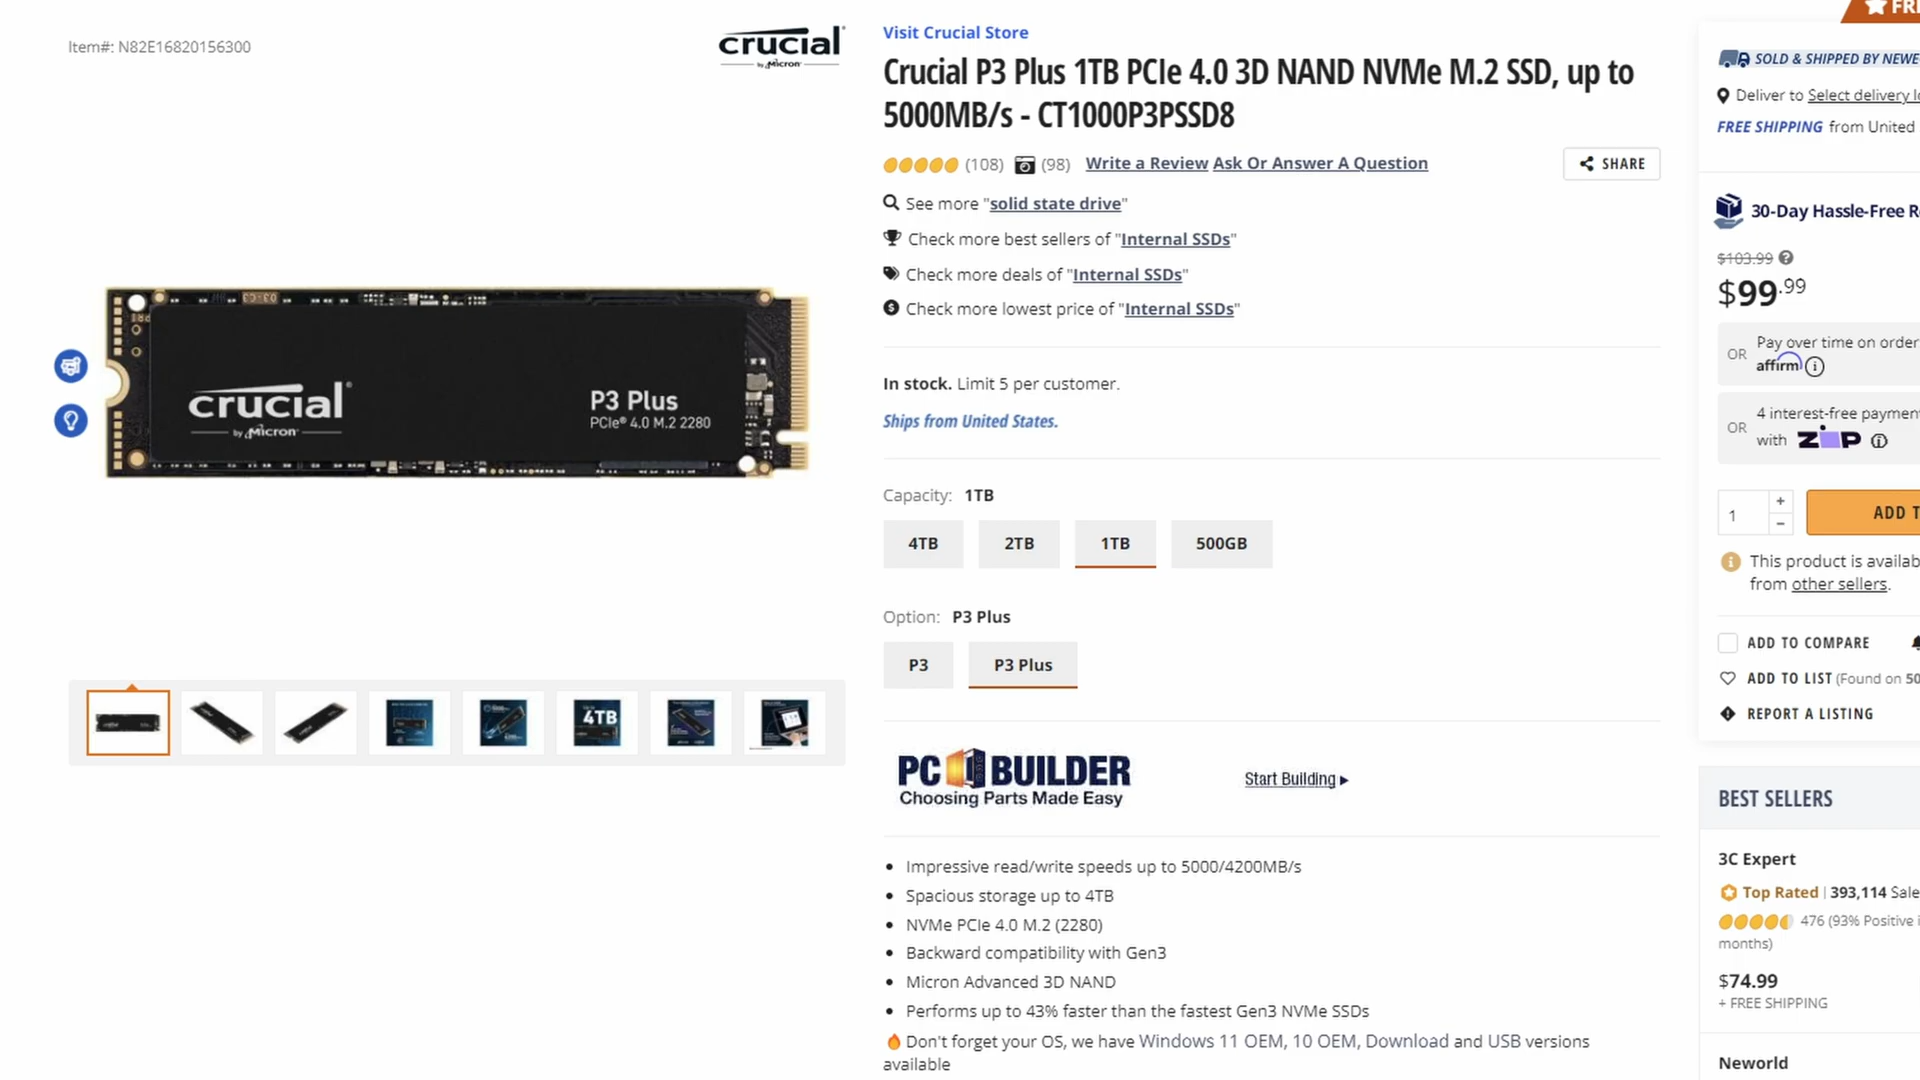 Item#: N82E16820156300
crucial
by Micron
Visit Crucial Store
Crucial P3 Plus 1TB PCIe 4.0 3D NAND NVMe M.2 SSD, up to
5000MB/s - CT1000P3PSSD8
(108) (98) Write a Review Ask Or Answer A Question
SHARE
See more "solid state drive"
Check more best sellers of "Internal SSDs"
Check more deals of "Internal SSDs"
Check more lowest price of "Internal SSDs"
In stock. Limit 5 per customer.
Ships from United States.
crucial
by Micron
P3 Plus
PCIe® 4.0 M.2 2280
Capacity: 1TB
4TB 2TB 1TB 500GB
Option: P3 Plus
P3 P3 Plus
4TB
PC BUILDER
Choosing Parts Made Easy
Start Building
• Impressive read/write speeds up to 5000/4200MB/s
• Spacious storage up to 4TB
• NVMe PCIe 4.0 M.2 (2280)
• Backward compatibility with Gen3
• Micron Advanced 3D NAND
• Performs up to 43% faster than the fastest Gen3 NVMe SSDs
Don't forget your OS, we have Windows 11 OEM, 10 OEM, Download and USB versions
available
FRE
SOLD & SHIPPED BY NEWE
Deliver to Select delivery lo
FREE SHIPPING from United
30-Day Hassle-Free R
$103.99
$99.99
OR Pay over time on order
affirm
OR 4 interest-free paymen
with ZIP
1 + -
ADD T
This product is availab
from other sellers.
ADD TO COMPARE
ADD TO LIST (Found on 50
REPORT A LISTING
BEST SELLERS
3C Expert
Top Rated | 393,114 Sale
476 (93% Positive i
months)
$74.99
+ FREE SHIPPING
Neworld